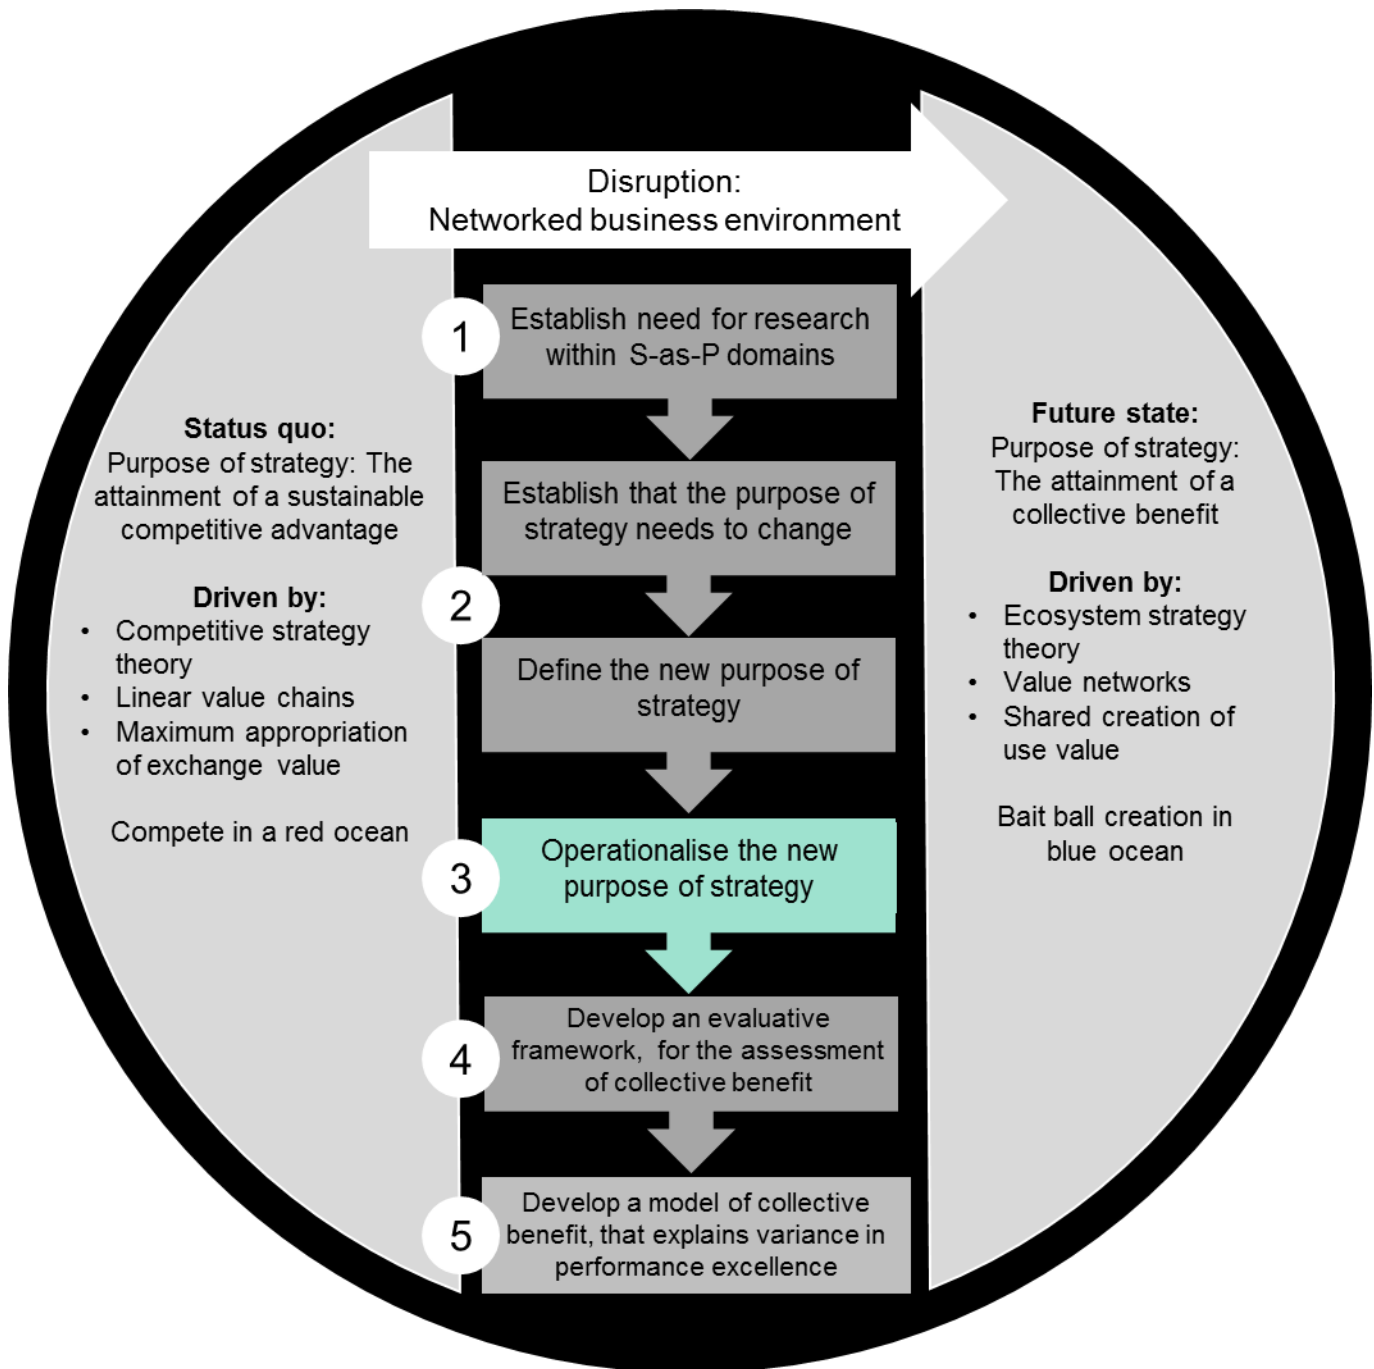 Disruption:
Networked business environment
Status quo:
Purpose of strategy: The
attainment of a sustainable
competitive advantage
Driven by:
• Competitive strategy
theory
• Linear value chains
• Maximum appropriation
of exchange value
Compete in a red ocean
1
Establish need for research
within S-as-P domains
Establish that the purpose of
strategy needs to change
2
Define the new purpose of
strategy
3
Operationalise the new
purpose of strategy
4
Develop an evaluative
framework, for the assessment
of collective benefit
5
Develop a model of collective
benefit, that explains variance in
performance excellence
Future state:
Purpose of strategy:
The attainment of a
collective benefit
Driven by:
• Ecosystem strategy
theory
• Value networks
• Shared creation of
use value
Bait ball creation in
blue ocean